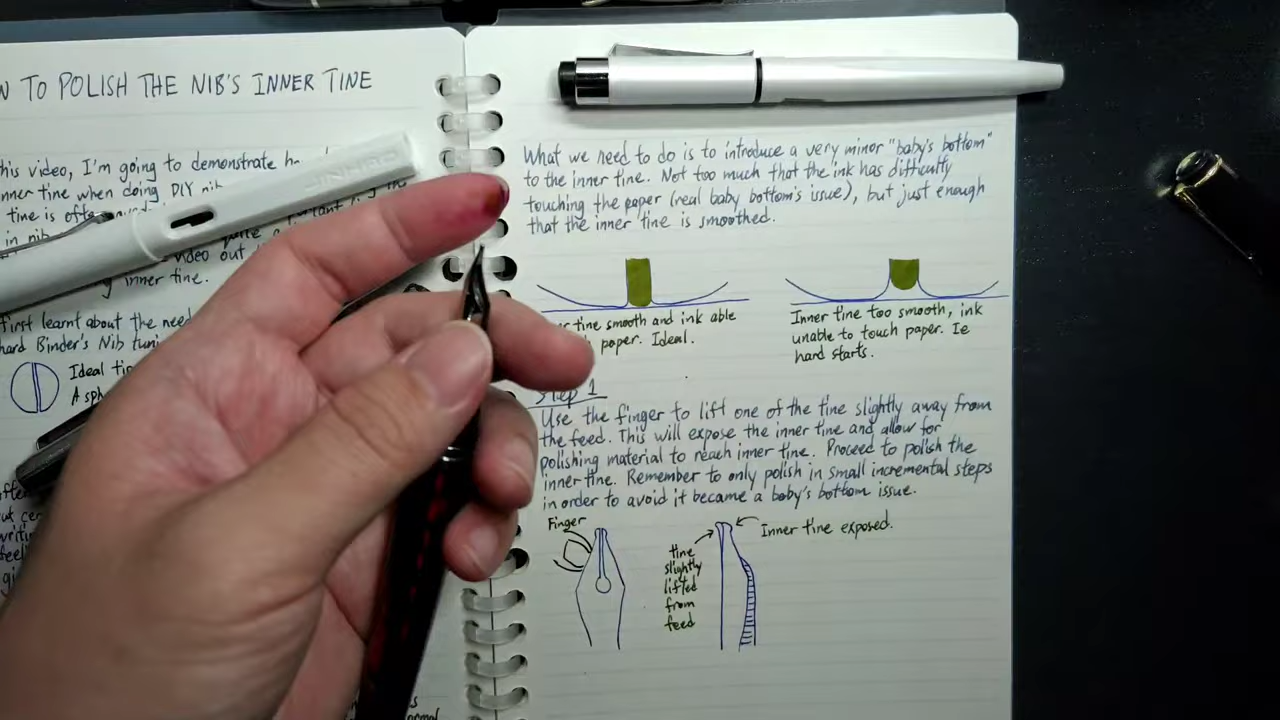 TO POLISH THE NIB'S INNER TINE
this video, I'm going to demonstrate
inner tine when doing DIY
tine is
in
video out
inner tine.
first learnt about the need
Binder's Nib
Ideal
A
JINHAO
What we need to do is to introduce a very minor "baby's bottom"
to the inner tine. Not too much that the ink has difficulty
touching the paper (real baby bottom's issue), but just enough
that the inner tine is smoothed.
tine smooth and ink able
paper. Ideal.
Inner tine too smooth, ink
unable to touch paper. Ie
hard starts.
Step 1
Use the finger to lift one of the tine slightly away from
the feed. This will expose the inner tine and allow for
polishing material to reach inner tine. Proceed to polish the
inner tine. Remember to only polish in small incremental steps
in order to avoid it became a baby's bottom issue.
Finger
tine
slightly
lifted
from
feed
Inner tine exposed.